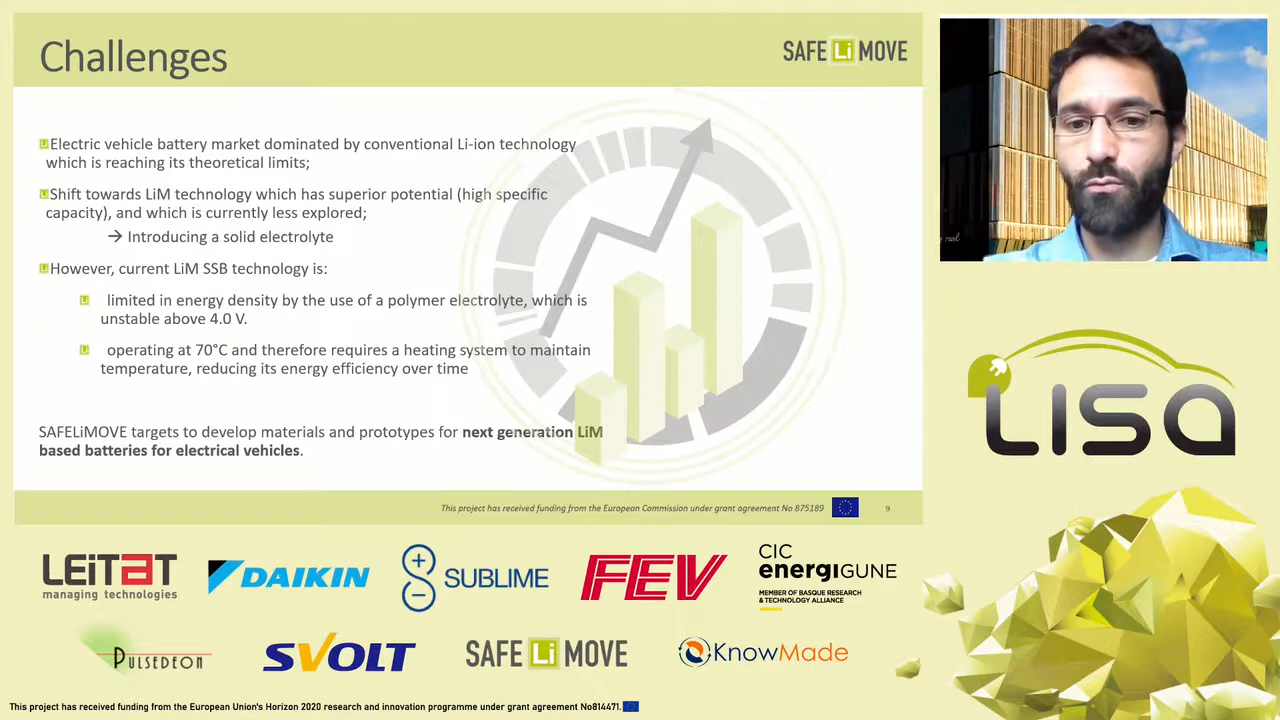 Challenges
SAFE Li MOVE
Electric vehicle battery market dominated by conventional Li-ion technology
which is reaching its theoretical limits;
Shift towards LiM technology which has superior potential (high specific
capacity), and which is currently less explored;
→ Introducing a solid electrolyte
However, current LiM SSB technology is:
limited in energy density by the use of a polymer electrolyte, which is
unstable above 4.0 V.
operating at 70°C and therefore requires a heating system to maintain
temperature, reducing its energy efficiency over time
SAFELiMOVE targets to develop materials and prototypes for next generation LiM
based batteries for electrical vehicles.
This project has received funding from the European Commission under grant agreement No 875189
9
LISa
LEiTAT
managing technologies
DAIKIN
SUBLIME
FEV
CIC
energiGUNE
MEMBER OF BASQUE RESEARCH
& TECHNOLOGY ALLIANCE
PULSEDEON
SVOLT
SAFE Li MOVE
KnowMade
This project has received funding from the European Union's Horizon 2020 research and innovation programme under grant agreement No814471.